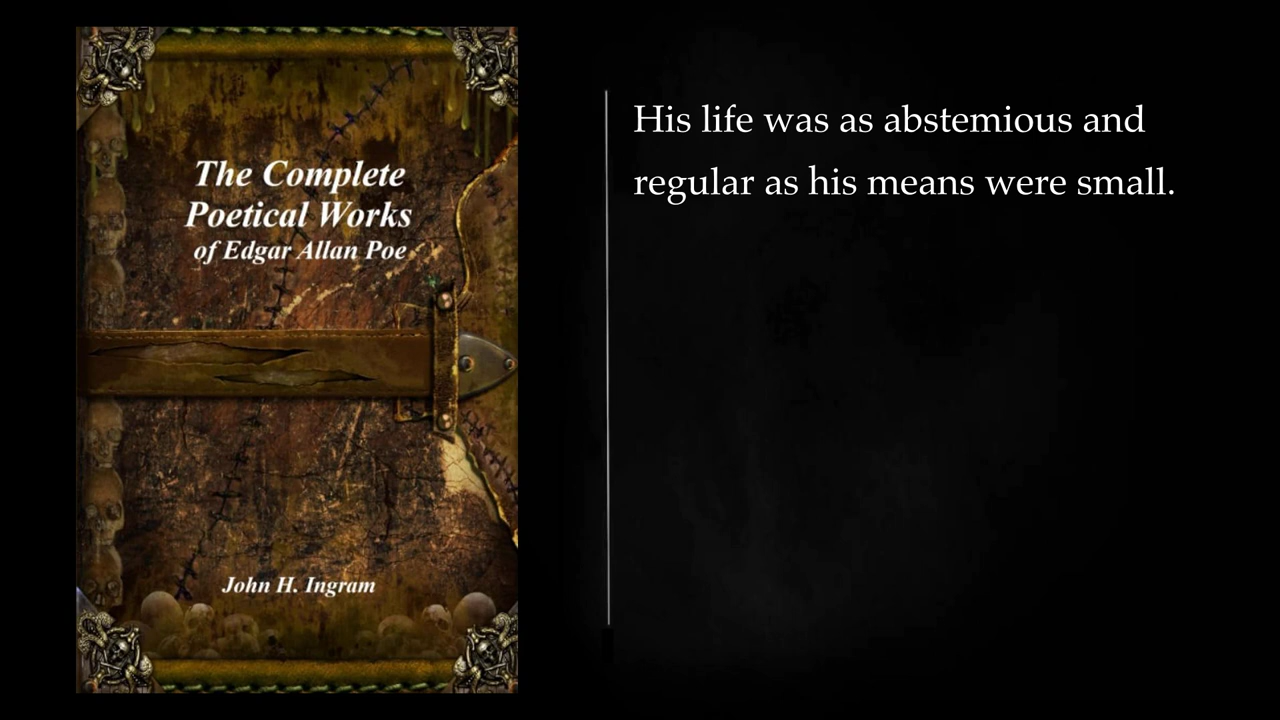 The Complete
Poetical Works
of Edgar Allan Poe
John H. Ingram
His life was as abstemious and
regular as his means were small.